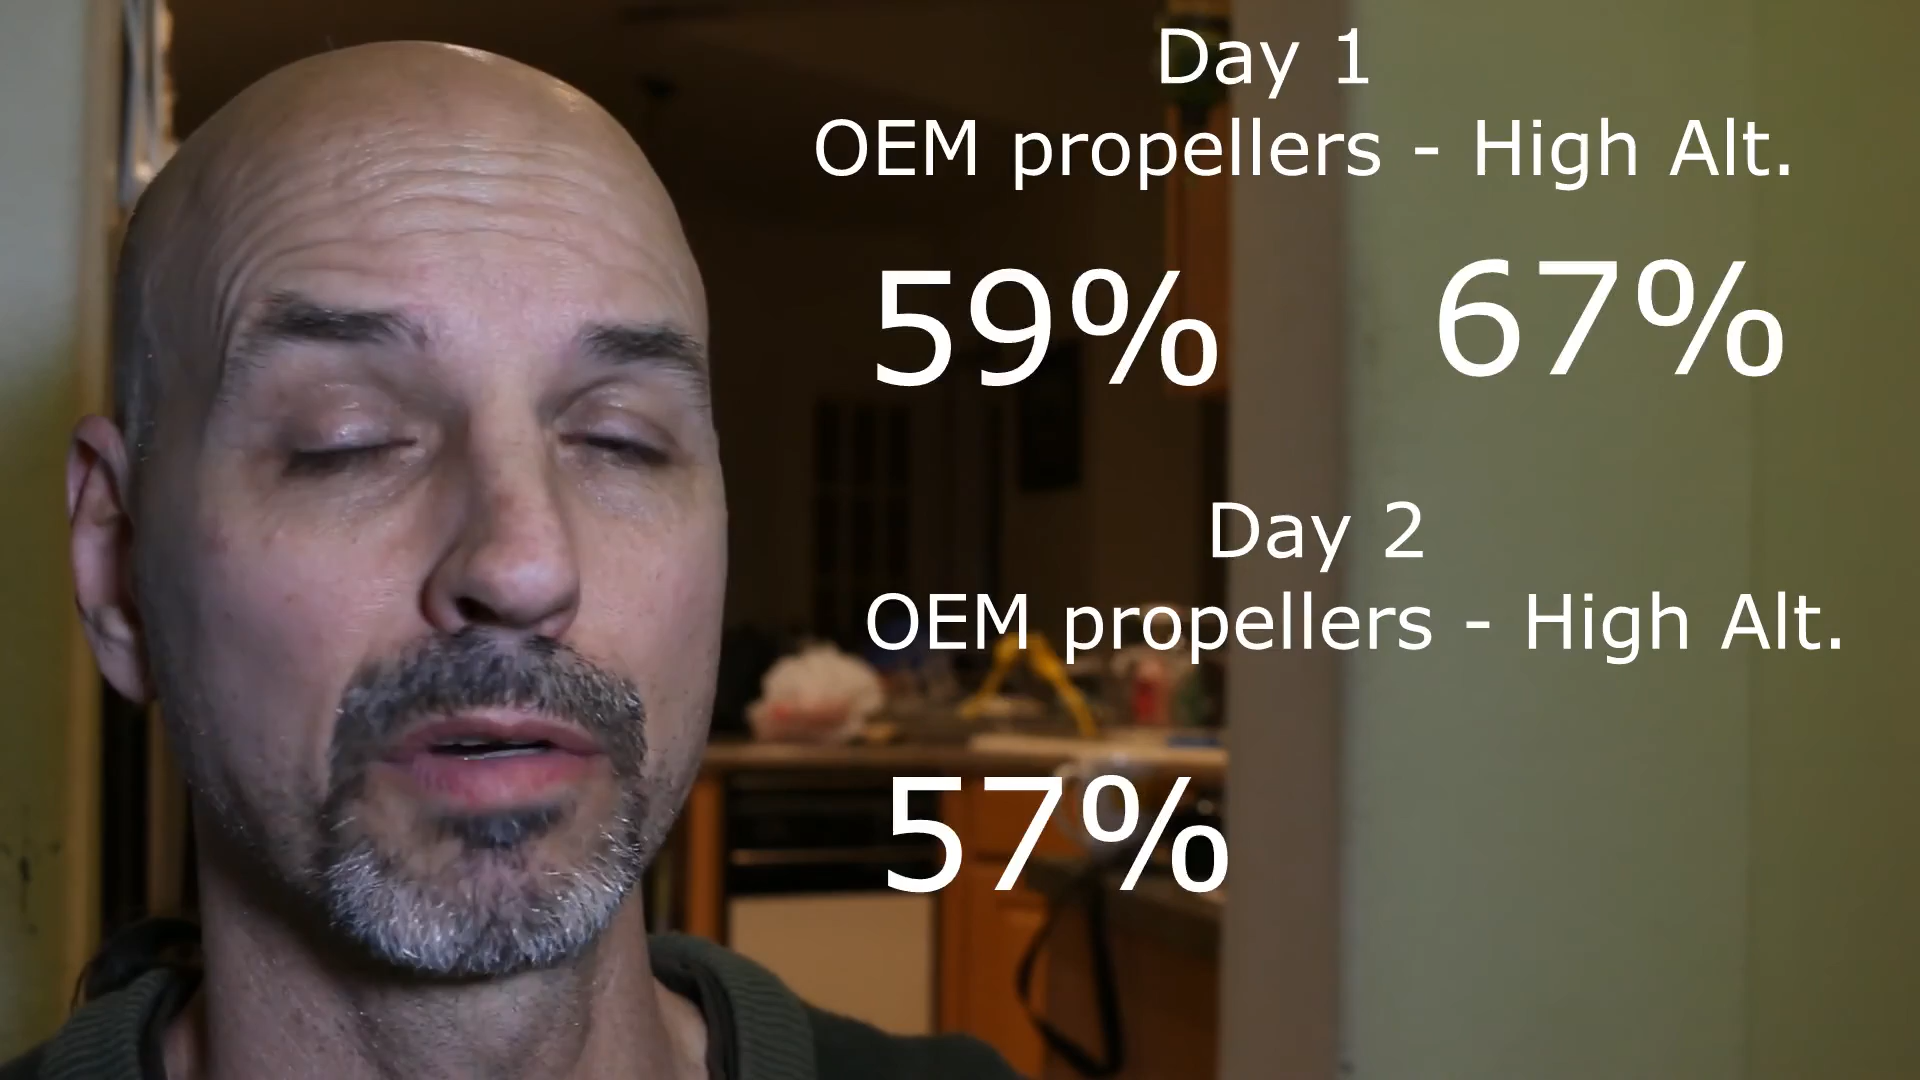 Day 1
OEM propellers - High Alt.
59% 67%
Day 2
OEM propellers - High Alt.
57%